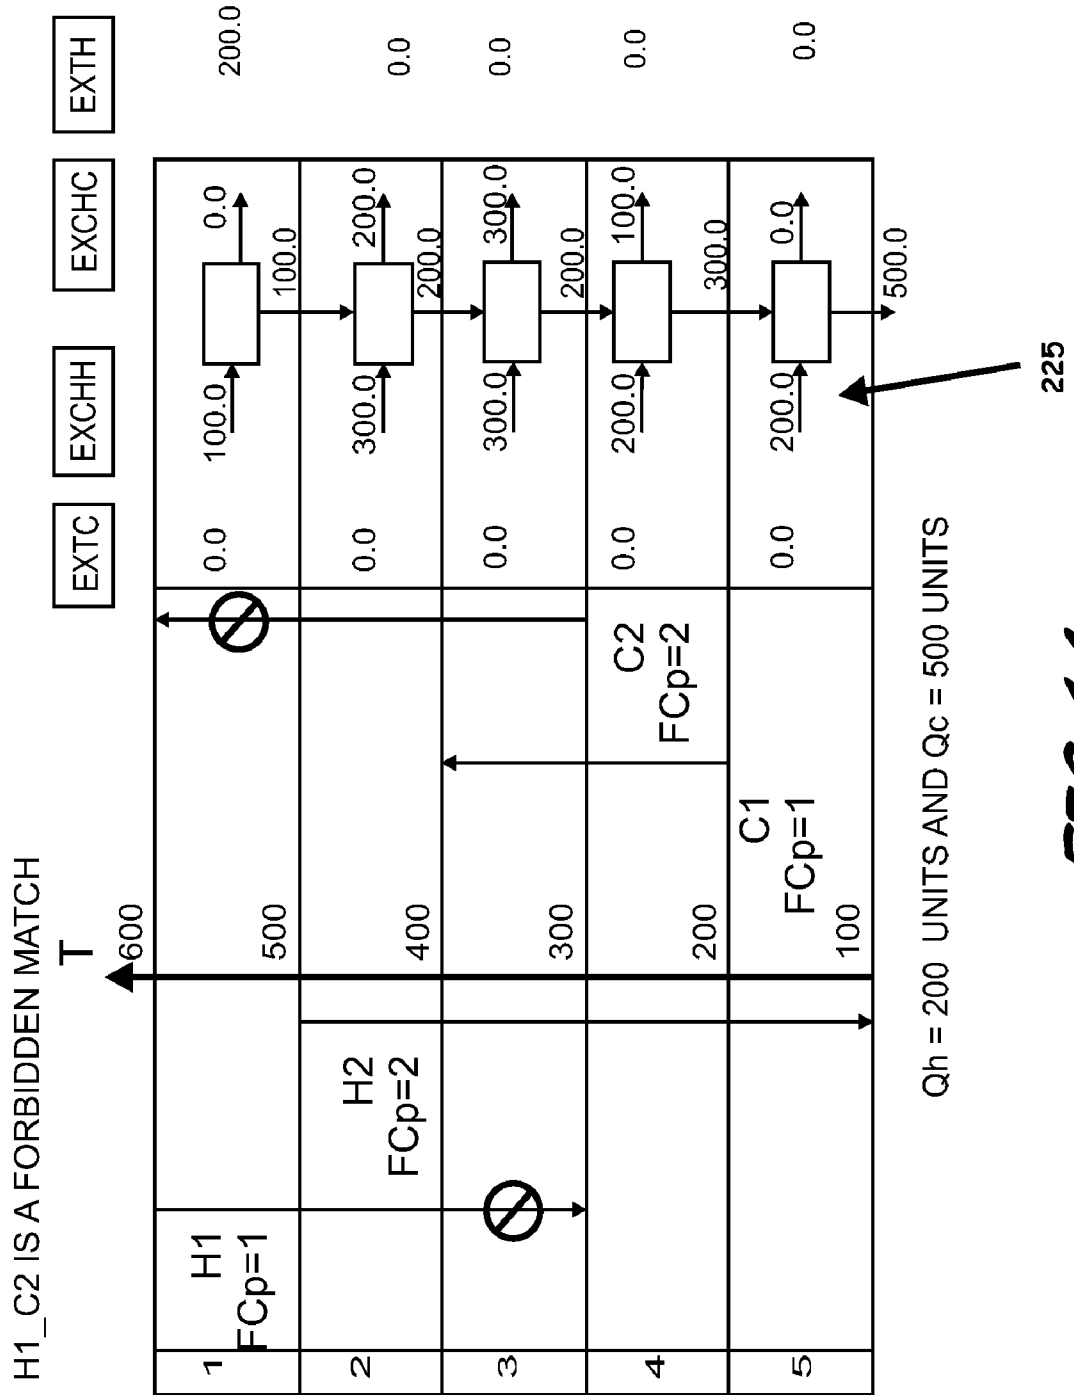 H1_C2 IS A FORBIDDEN MATCH
T
EXTC EXCHH EXCHC EXTH
600
1 H1 FCp=1 0.0 100.0 0.0 200.0
500 100.0
2 H2 FCp=2 0.0 300.0 200.0 0.0
400 200.0
3 0.0 300.0 300.0 0.0
300 200.0
4 C2 FCp=2 0.0 200.0 100.0 0.0
200 300.0
5 C1 FCp=1 0.0 200.0 0.0 0.0
100 500.0
225
Qh = 200 UNITS AND Qc = 500 UNITS